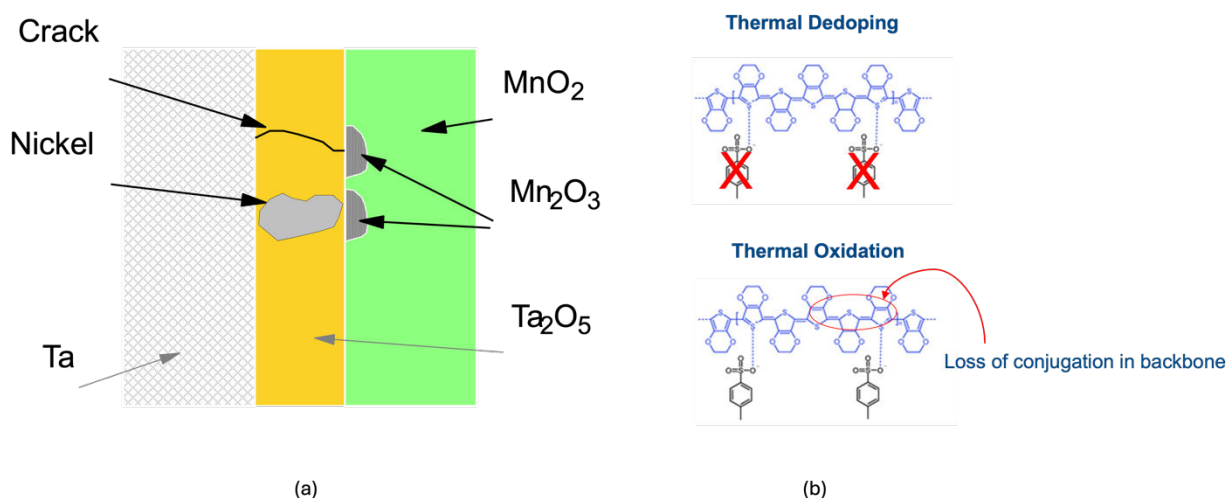 Crack
Nickel
Ta
MnO₂
Mn₂O₃
Ta₂O₅
(a)
Thermal Dedoping
Thermal Oxidation
Loss of conjugation in backbone
(b)